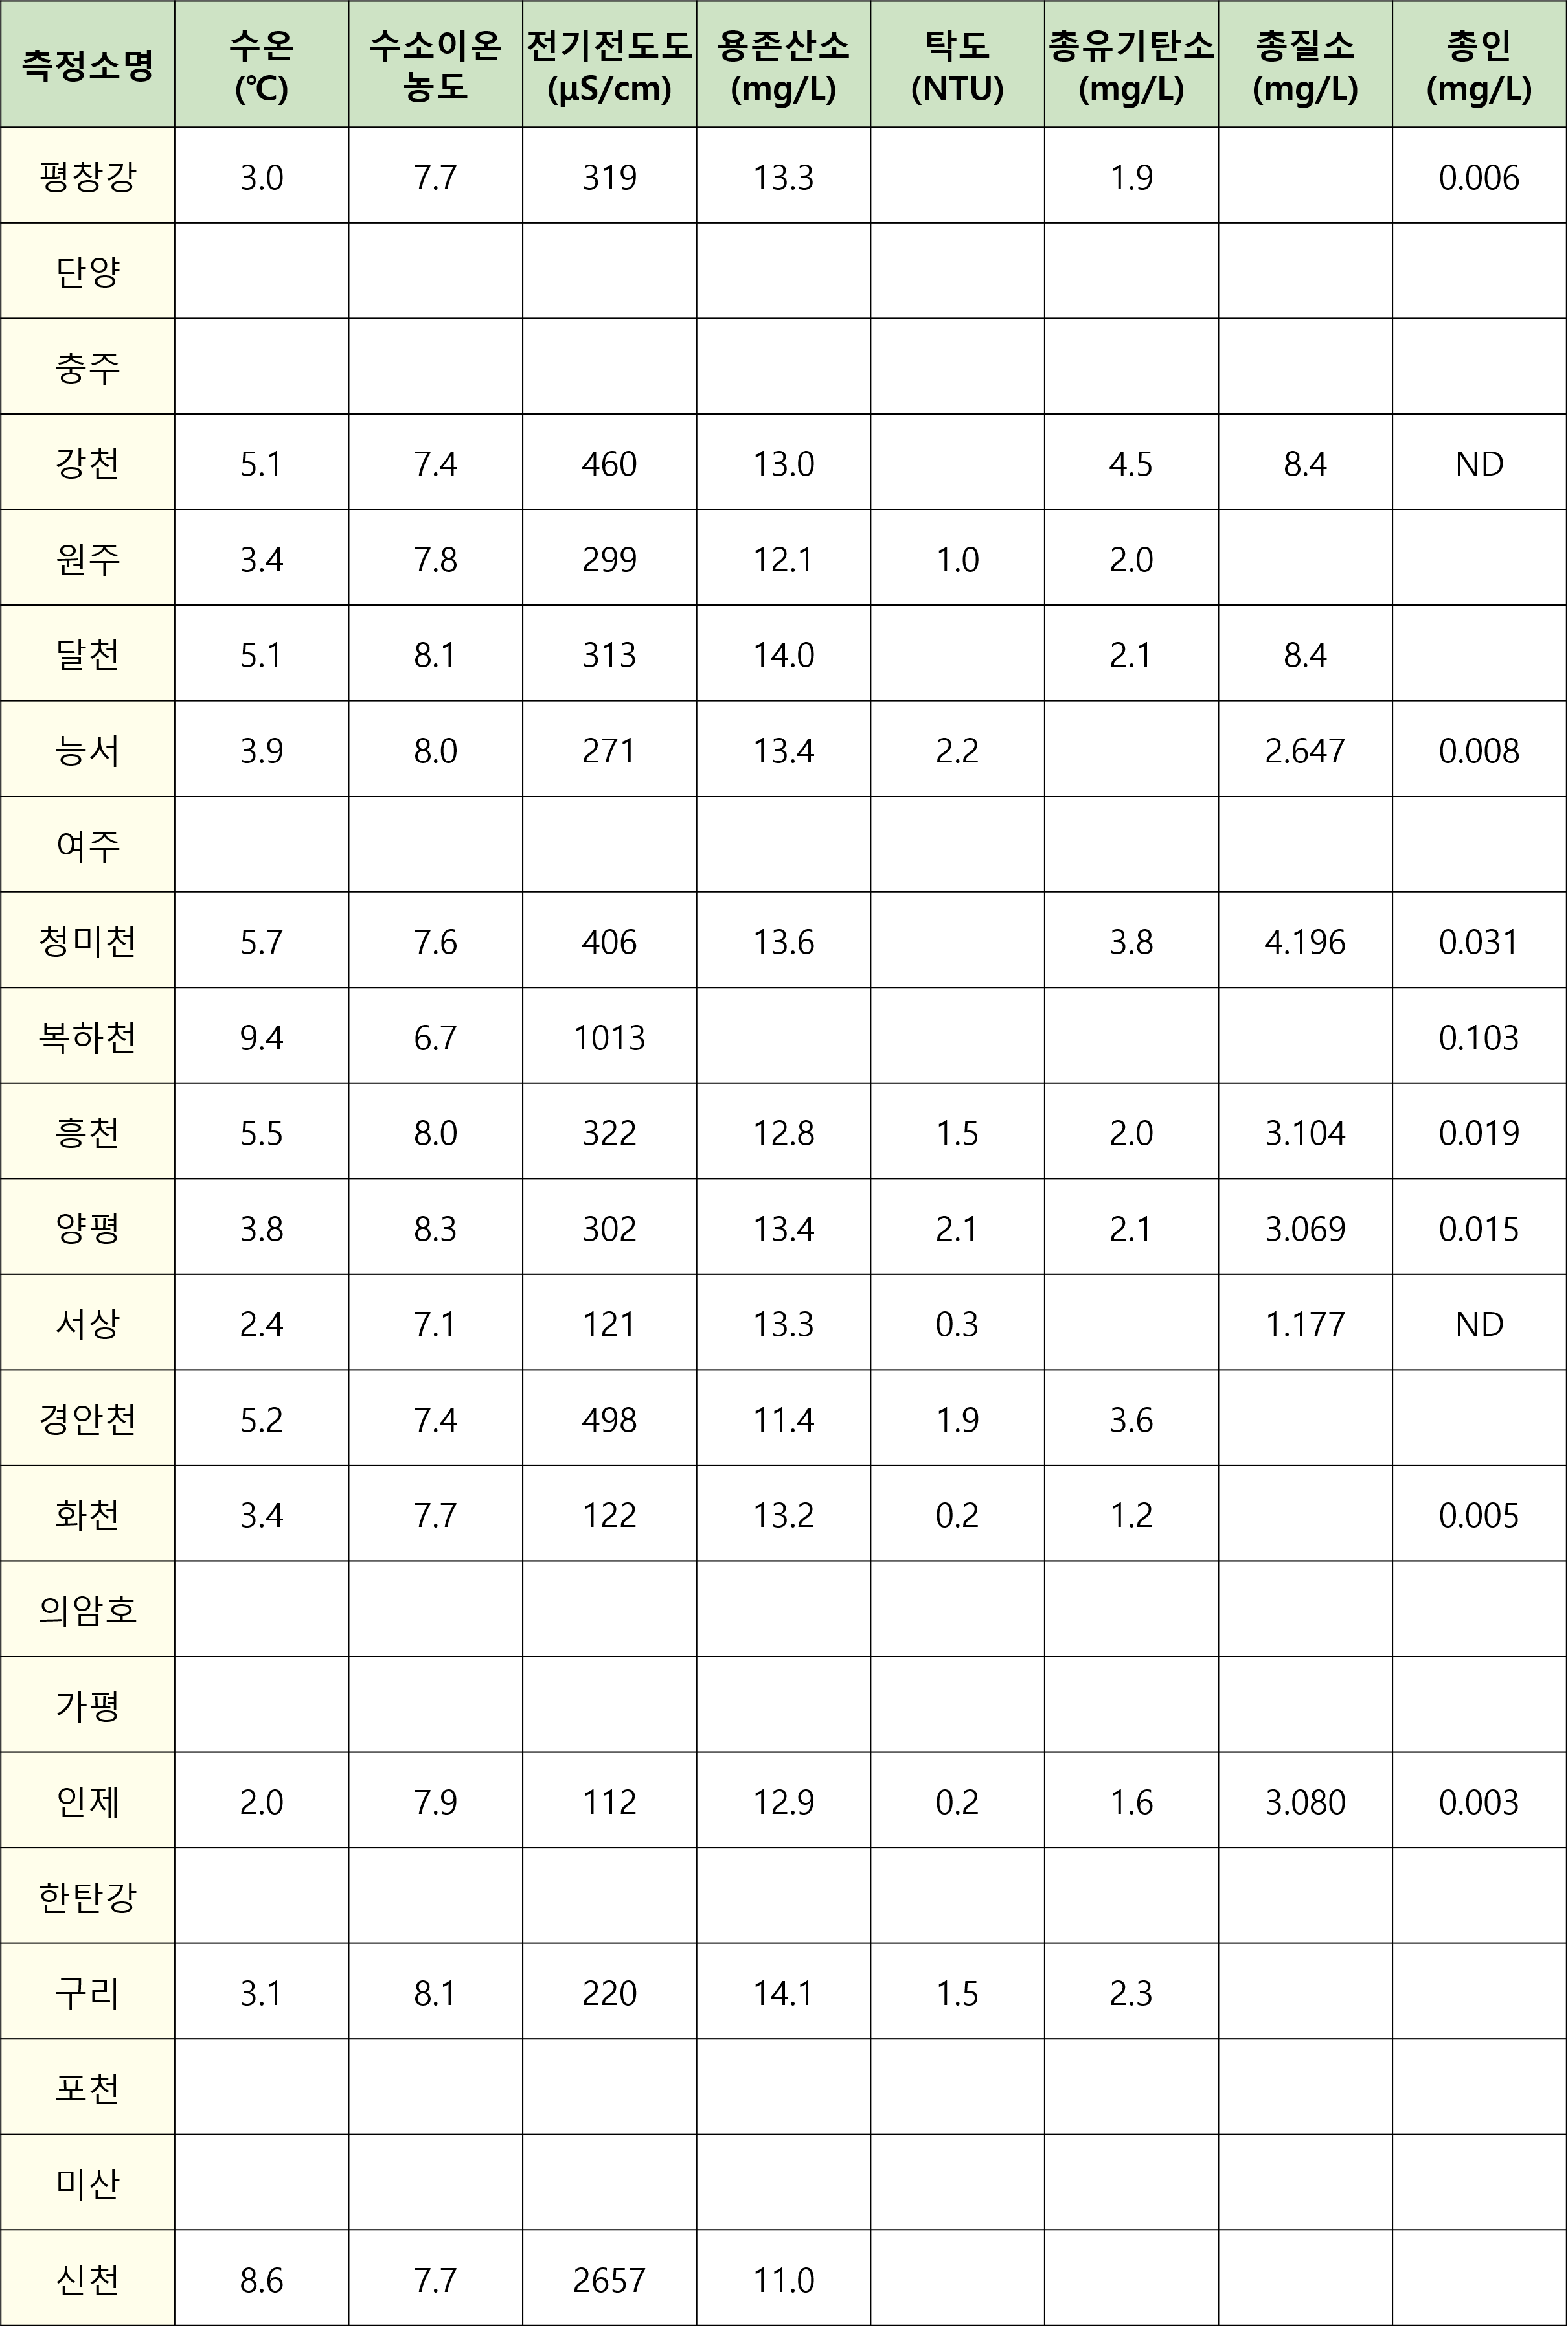 측정소명 수온 (℃) 수소이온 농도 전기전도도 (μS/cm) 용존산소 (mg/L) 탁도 (NTU) 총유기탄소 (mg/L) 총질소 (mg/L) 총인 (mg/L)
평창강 3.0 7.7 319 13.3 1.9 0.006
단양
충주
강천 5.1 7.4 460 13.0 4.5 8.4 ND
원주 3.4 7.8 299 12.1 1.0 2.0
달천 5.1 8.1 313 14.0 2.1 8.4
능서 3.9 8.0 271 13.4 2.2 2.647 0.008
여주
청미천 5.7 7.6 406 13.6 3.8 4.196 0.031
복하천 9.4 6.7 1013 0.103
흥천 5.5 8.0 322 12.8 1.5 2.0 3.104 0.019
양평 3.8 8.3 302 13.4 2.1 2.1 3.069 0.015
서상 2.4 7.1 121 13.3 0.3 1.177 ND
경안천 5.2 7.4 498 11.4 1.9 3.6
화천 3.4 7.7 122 13.2 0.2 1.2 0.005
의암호
가평
인제 2.0 7.9 112 12.9 0.2 1.6 3.080 0.003
한탄강
구리 3.1 8.1 220 14.1 1.5 2.3
포천
미산
신천 8.6 7.7 2657 11.0